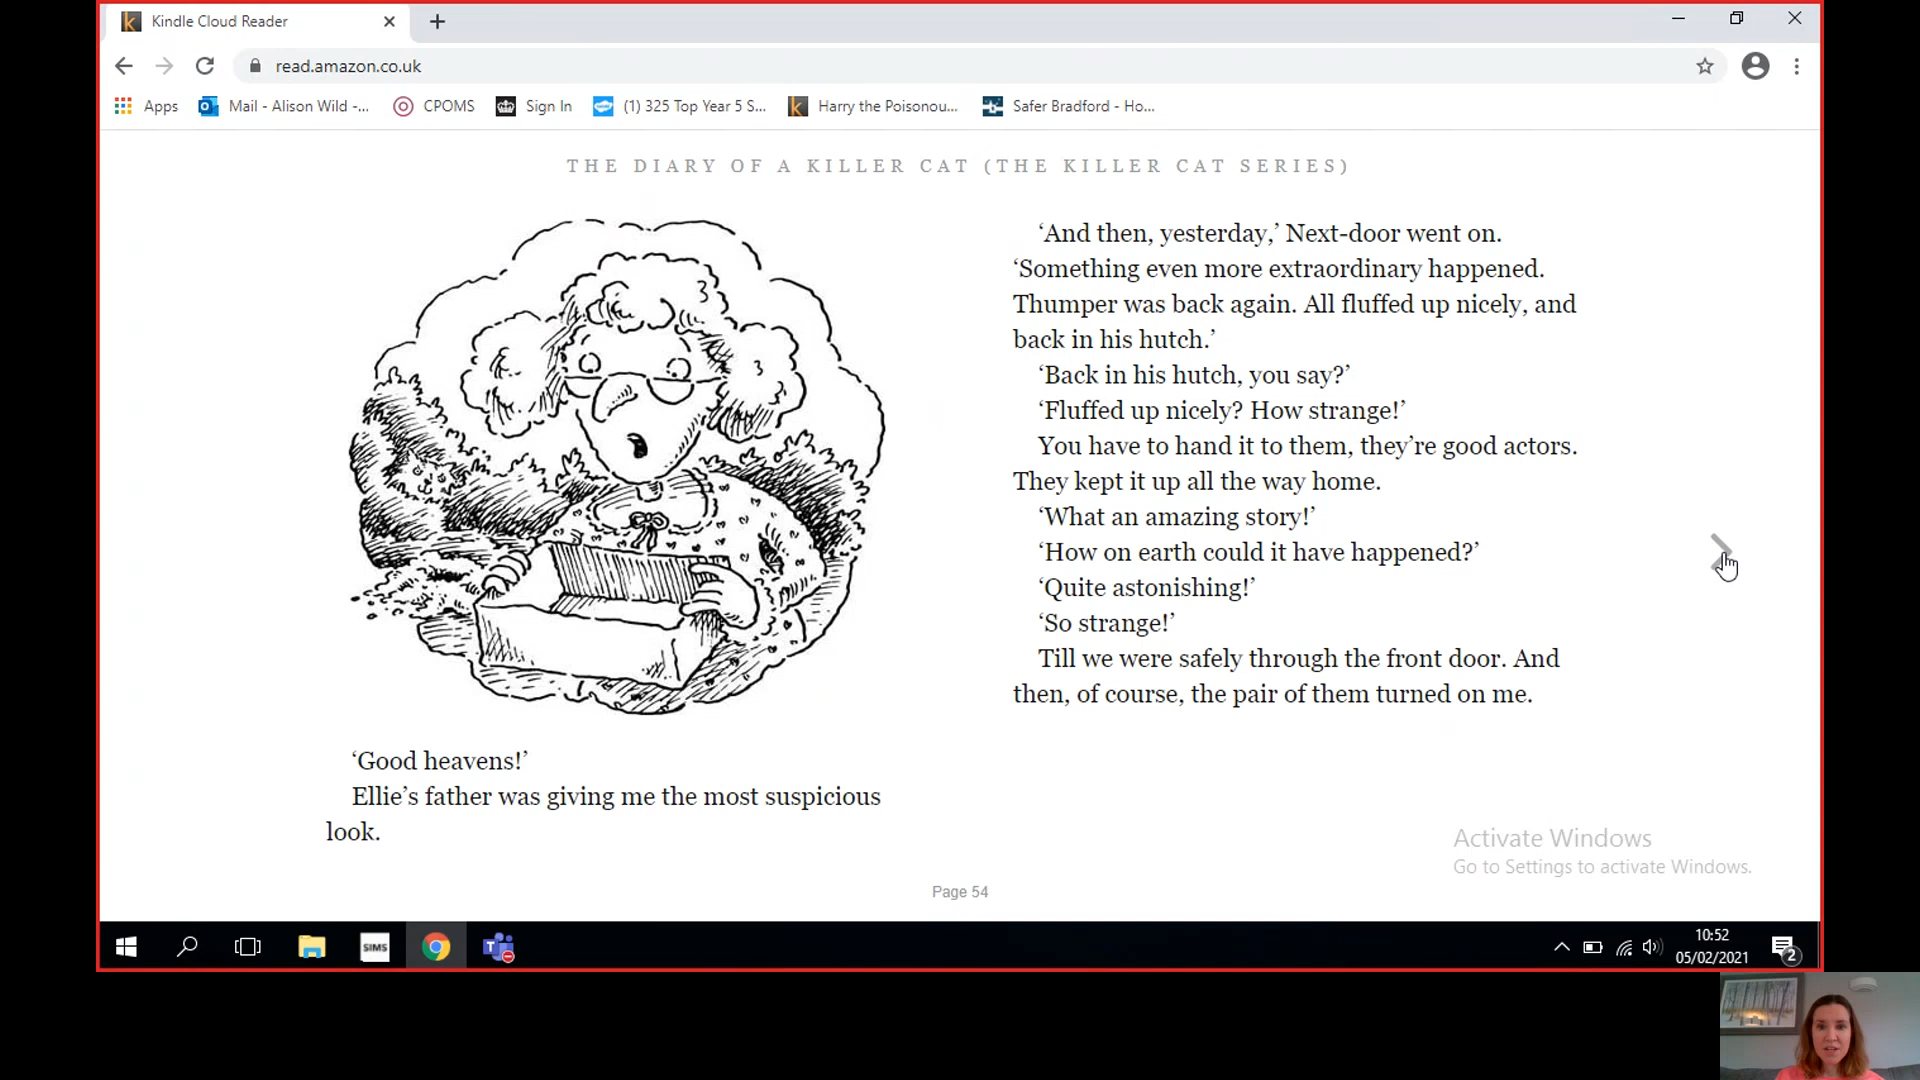 Kindle Cloud Reader
read.amazon.co.uk
Apps
Mail - Alison Wild -...
CPOMS
Sign In
(1) 325 Top Year 5 S...
Harry the Poisonou...
Safer Bradford - Ho...
THE DIARY OF A KILLER CAT (THE KILLER CAT SERIES)
‘Good heavens!’
Ellie’s father was giving me the most suspicious
look.
‘And then, yesterday,’ Next-door went on.
‘Something even more extraordinary happened.
Thumper was back again. All fluffed up nicely, and
back in his hutch.’
‘Back in his hutch, you say?’
‘Fluffed up nicely? How strange!’
You have to hand it to them, they’re good actors.
They kept it up all the way home.
‘What an amazing story!’
‘How on earth could it have happened?’
‘Quite astonishing!’
‘So strange!’
Till we were safely through the front door. And
then, of course, the pair of them turned on me.
Activate Windows
Go to Settings to activate Windows.
Page 54
SIMS
10:52
05/02/2021
2